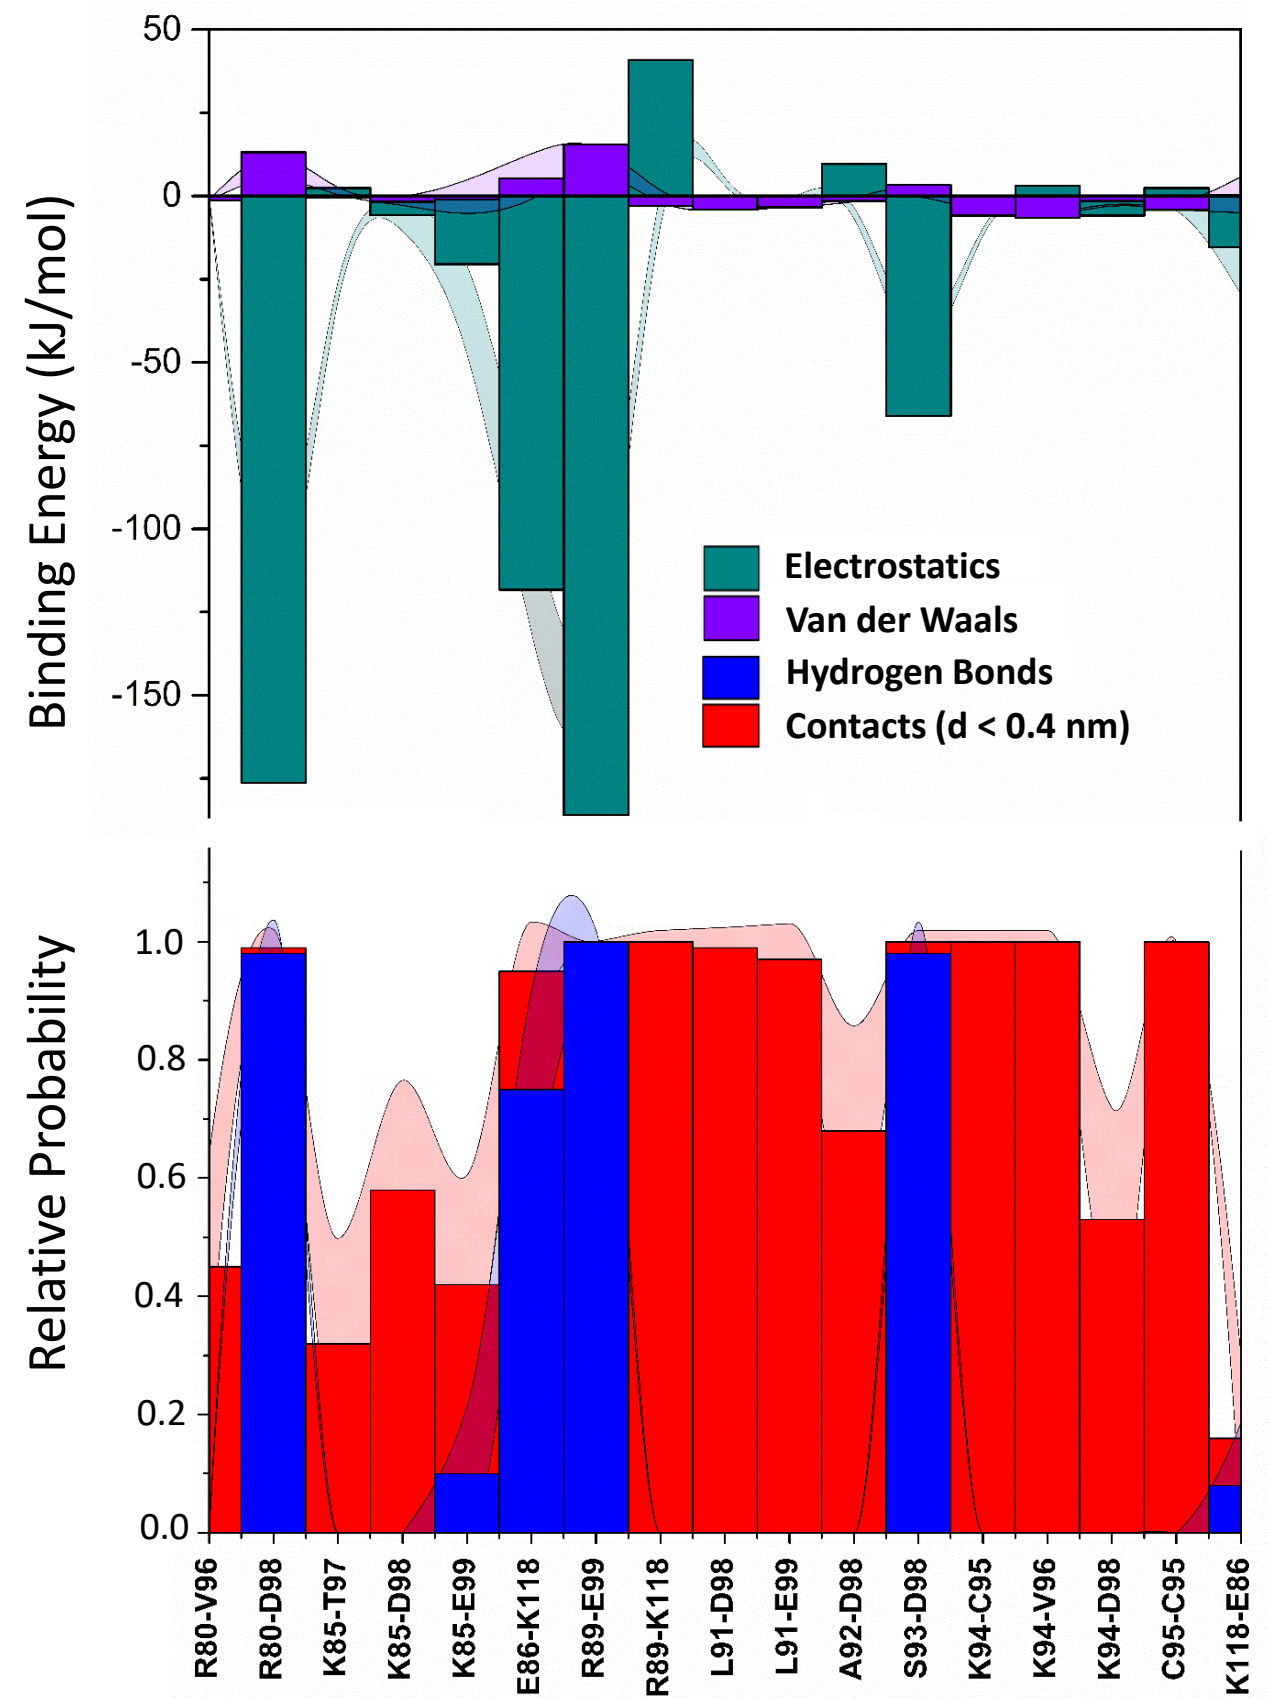 Binding Energy (kJ/mol)
50
0
-50
-100
-150
Electrostatics
Van der Waals
Hydrogen Bonds
Contacts (d < 0.4 nm)
Relative Probability
1.0
0.8
0.6
0.4
0.2
0.0
R80-V96
R80-D98
K85-T97
K85-D98
K85-E99
E86-K118
R89-E99
R89-K118
L91-D98
L91-E99
A92-D98
S93-D98
K94-C95
K94-V96
K94-D98
C95-C95
K118-E86